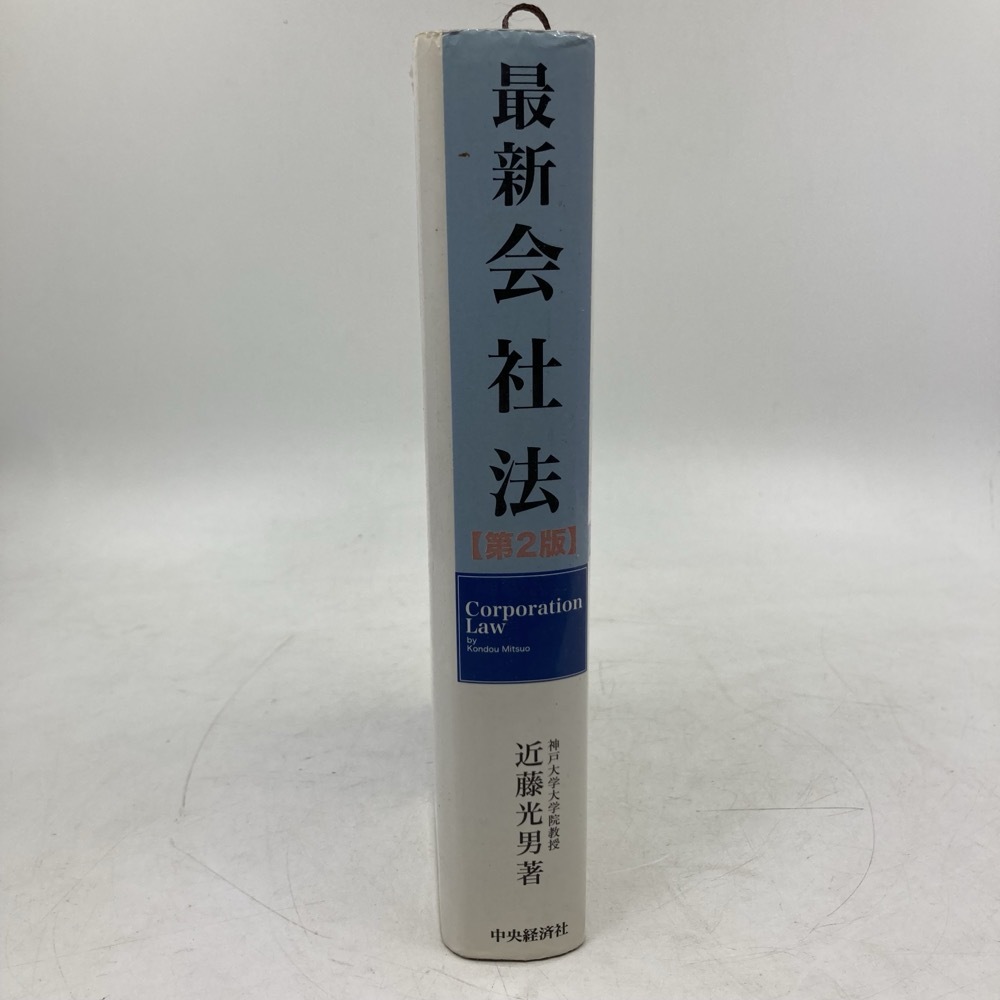 最新会社法
【第2版】
Corporation
Law
by
Kondou Mitsuo
神戸大学大学院教授
近藤光男著
中央経済社